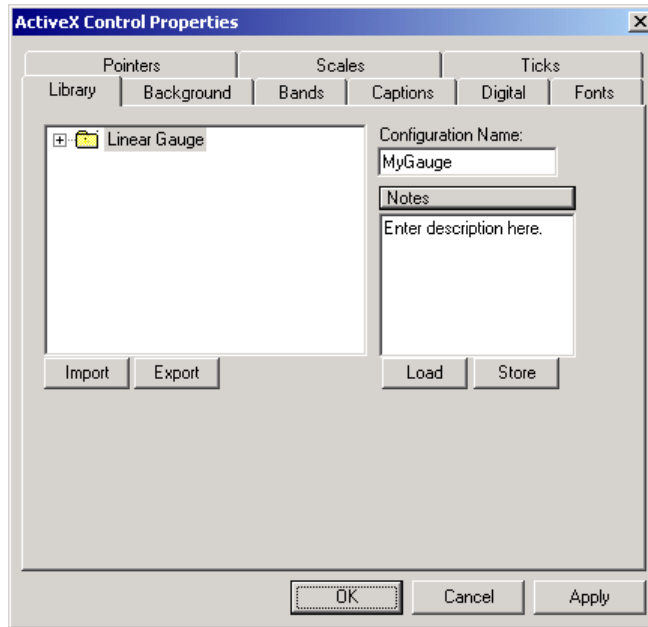 ActiveX Control Properties
Pointers Scales Ticks
Library Background Bands Captions Digital Fonts
Linear Gauge
Configuration Name:
MyGauge
Notes
Enter description here.
Import Export Load Store
OK Cancel Apply